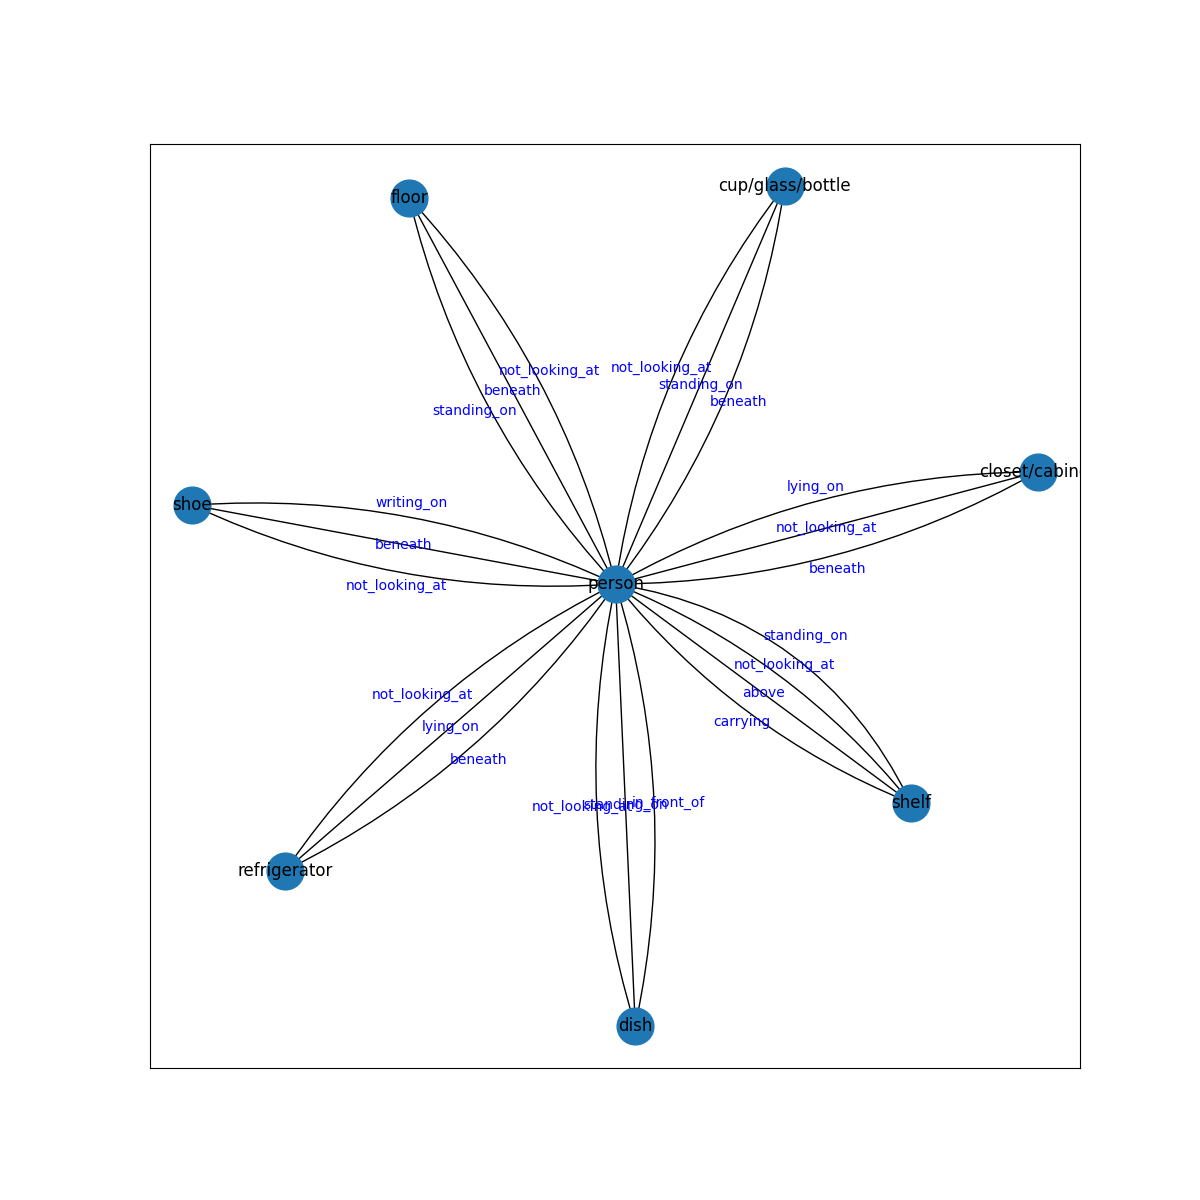 cup/glass/bottle
floor
not_looking_at
not_looking_at
standing_on
beneath
beneath
standing_on
closet/cabin
lying_on
writing_on
shoe
not_looking_at
beneath
beneath
not_looking_at
person
standing_on
not_looking_at
above
not_looking_at
carrying
lying_on
beneath
not_looking_at
standing_on
in_front_of
shelf
refrigerator
dish